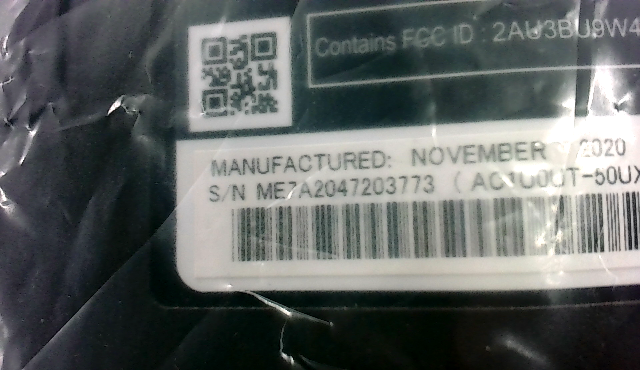 Contains FCC ID : 2AU3BU9W4
MANUFACTURED: NOVEMBER 2020
S/N ME7A2047203773